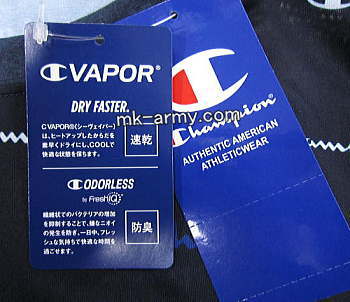 C VAPOR®
DRY FASTER.
C VAPOR®(シーヴェイパー)
は、ヒートアップしたからだを
素早くドライにし、COOLで
快適な状態を保ちます。
速乾
C ODORLESS
by FreshIQ
繊維状でのバクテリアの増加
を抑制することで、嫌なニオイ
の発生を防ぎ、一日中、フレッ
シュな気持ちで快適な時間を
過ごせます。
防臭
mk-army.com
Champion
AUTHENTIC AMERICAN
ATHLETICWEAR